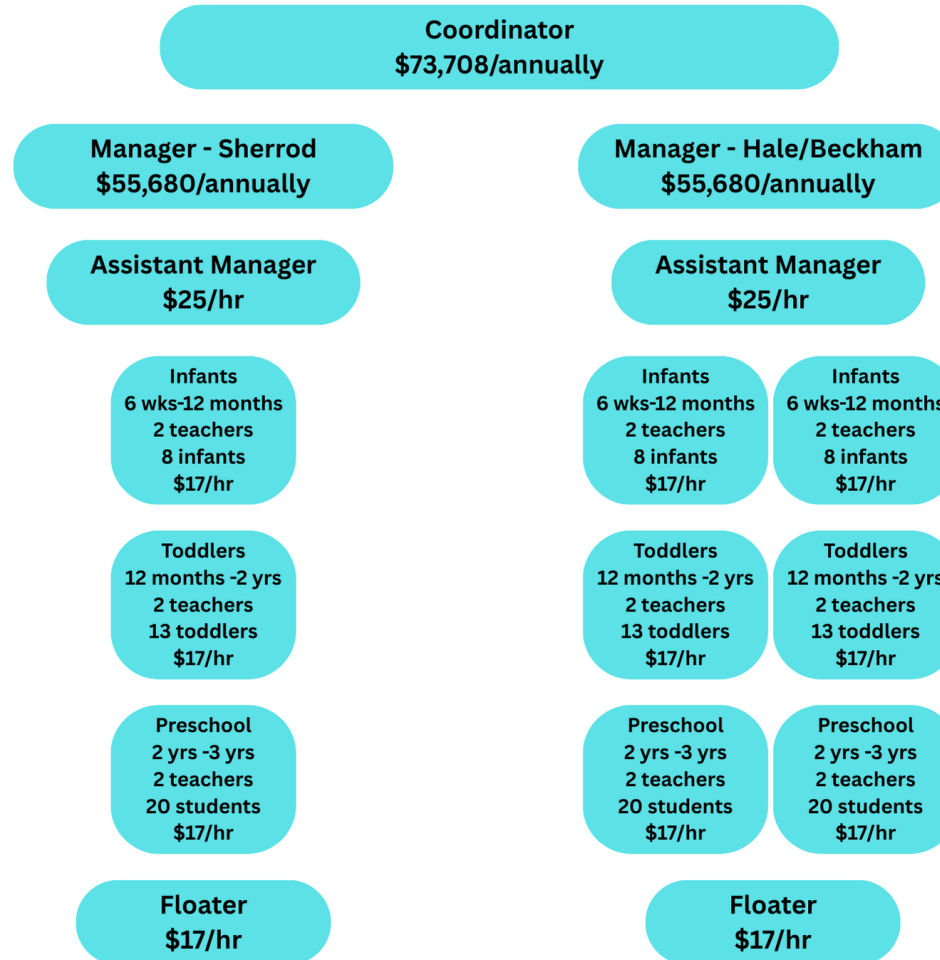 Coordinator
$73,708/annually
Manager - Sherrod
$55,680/annually
Manager - Hale/Beckham
$55,680/annually
Assistant Manager
$25/hr
Assistant Manager
$25/hr
Infants
6 wks-12 months
2 teachers
8 infants
$17/hr
Infants
6 wks-12 months
2 teachers
8 infants
$17/hr
Infants
6 wks-12 months
2 teachers
8 infants
$17/hr
Toddlers
12 months -2 yrs
2 teachers
13 toddlers
$17/hr
Toddlers
12 months -2 yrs
2 teachers
13 toddlers
$17/hr
Toddlers
12 months -2 yrs
2 teachers
13 toddlers
$17/hr
Preschool
2 yrs -3 yrs
2 teachers
20 students
$17/hr
Preschool
2 yrs -3 yrs
2 teachers
20 students
$17/hr
Preschool
2 yrs -3 yrs
2 teachers
20 students
$17/hr
Floater
$17/hr
Floater
$17/hr